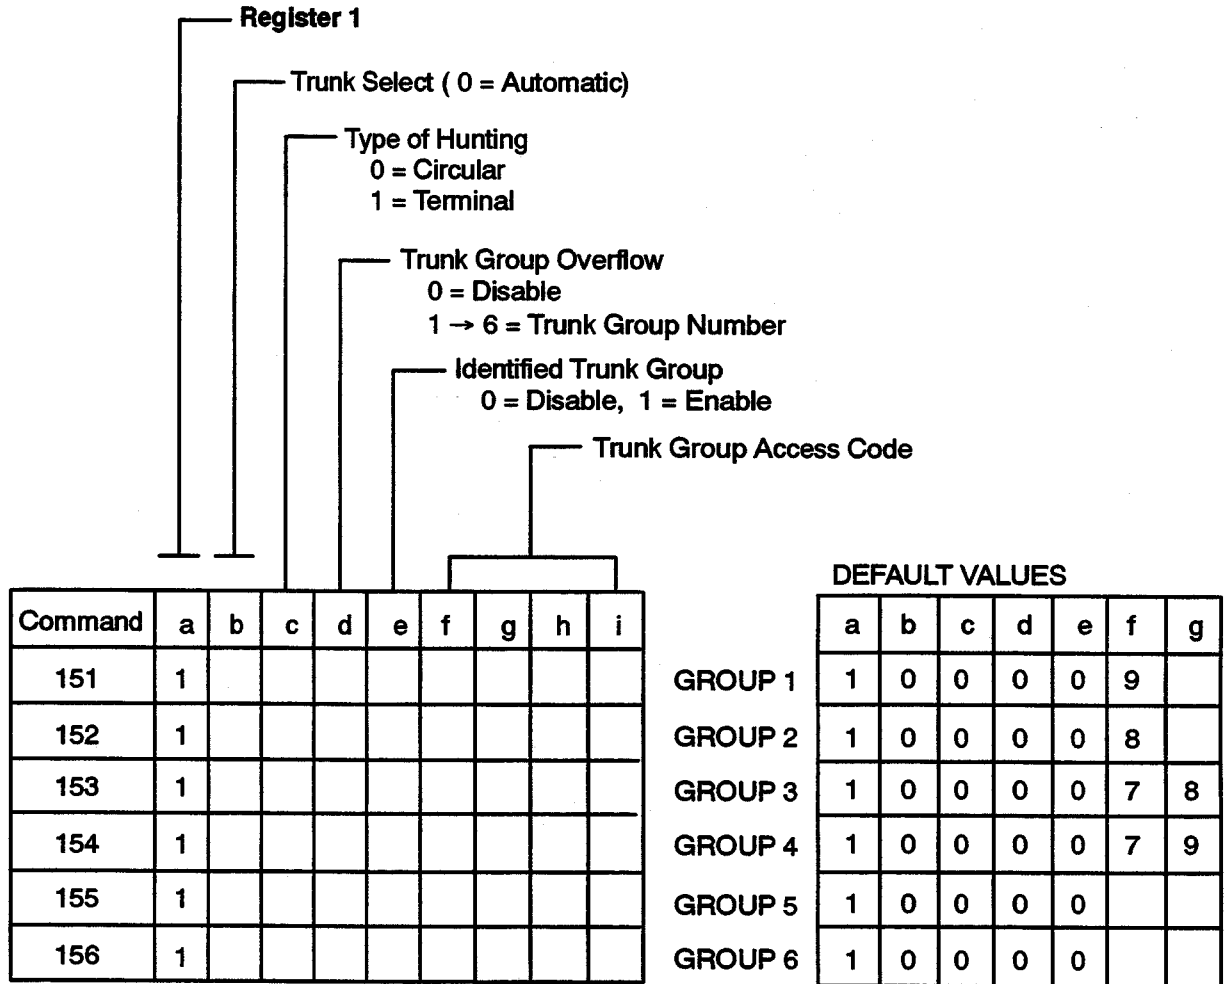 Register 1
Trunk Select ( 0 = Automatic)
Type of Hunting
0 = Circular
1 = Terminal
Trunk Group Overflow
0 = Disable
1 → 6 = Trunk Group Number
Identified Trunk Group
0 = Disable, 1 = Enable
Trunk Group Access Code
DEFAULT VALUES
Command a b c d e f g h i a b c d e f g
151 1 GROUP 1 1 0 0 0 0 9
152 1 GROUP 2 1 0 0 0 0 8
153 1 GROUP 3 1 0 0 0 0 7 8
154 1 GROUP 4 1 0 0 0 0 7 9
155 1 GROUP 5 1 0 0 0 0
156 1 GROUP 6 1 0 0 0 0